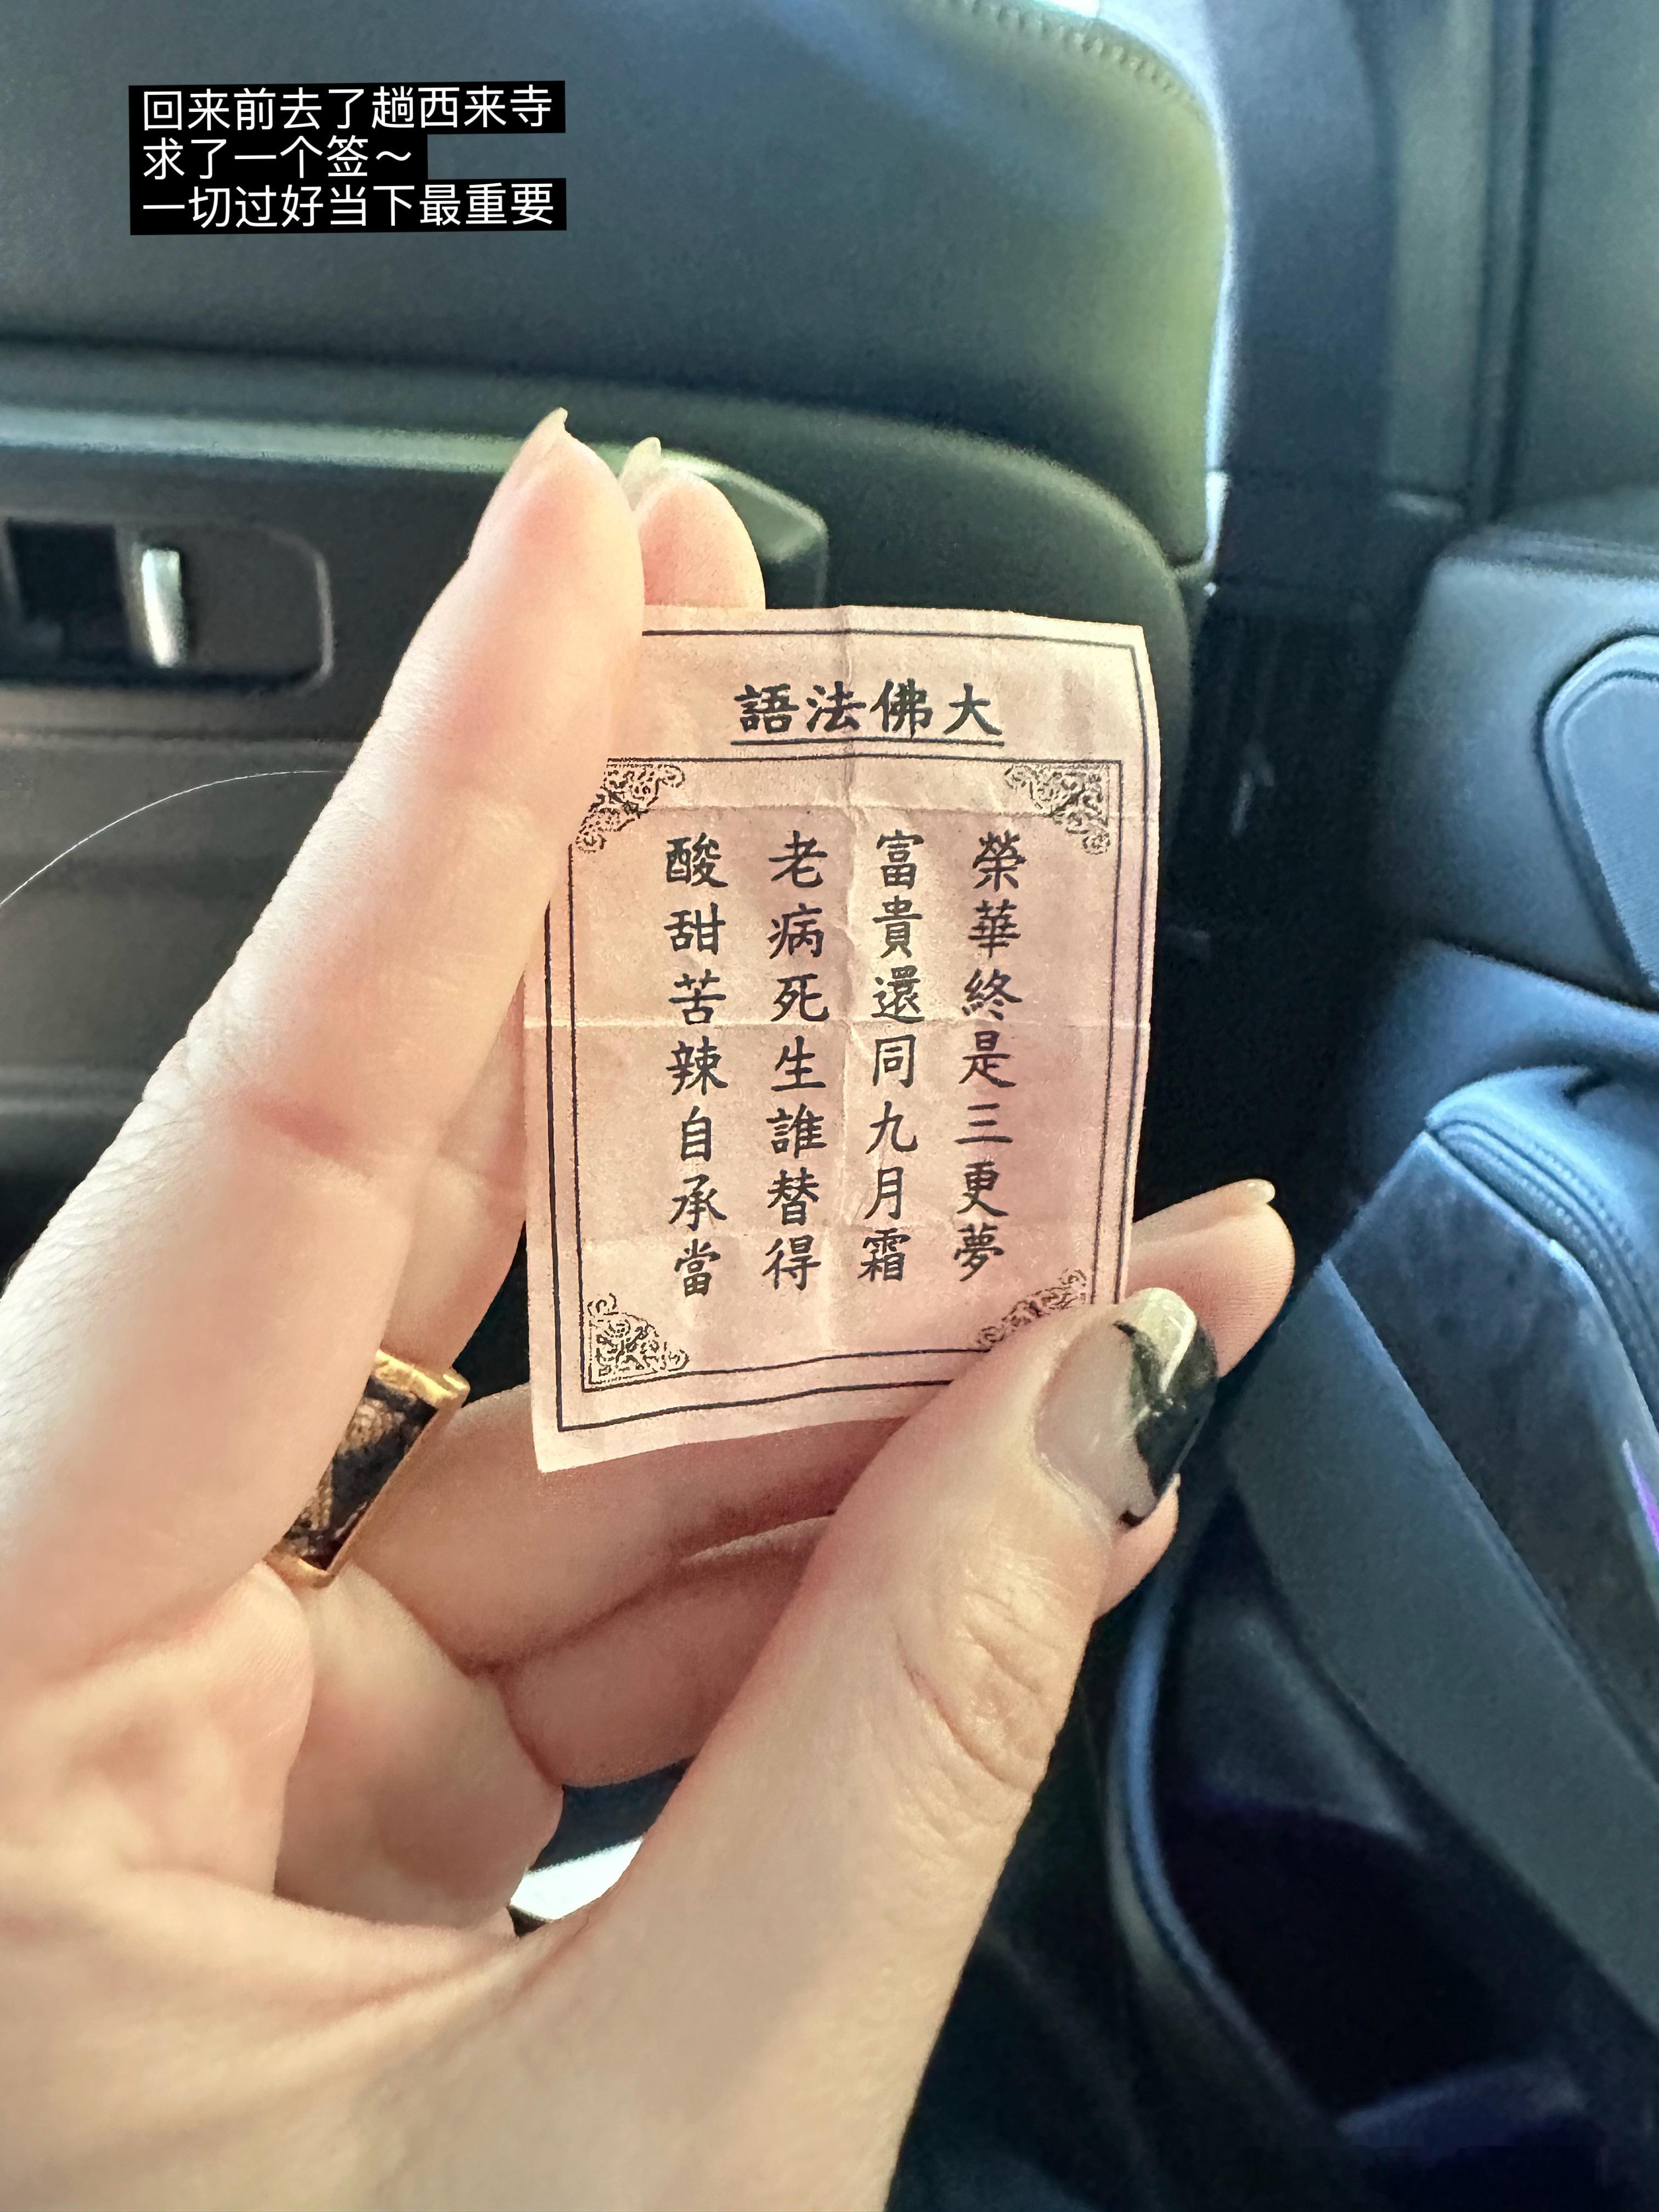 回来前去了趟西来寺
求了一个签～
一切过好当下最重要
大佛法語
榮華終是三更夢
富貴還同九月霜
老病死生誰替得
酸甜苦辣自承當